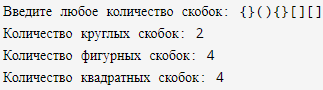 Введите любое количество скобок: {}(){}[][]
Количество круглых скобок: 2
Количество фигурных скобок: 4
Количество квадратных скобок: 4